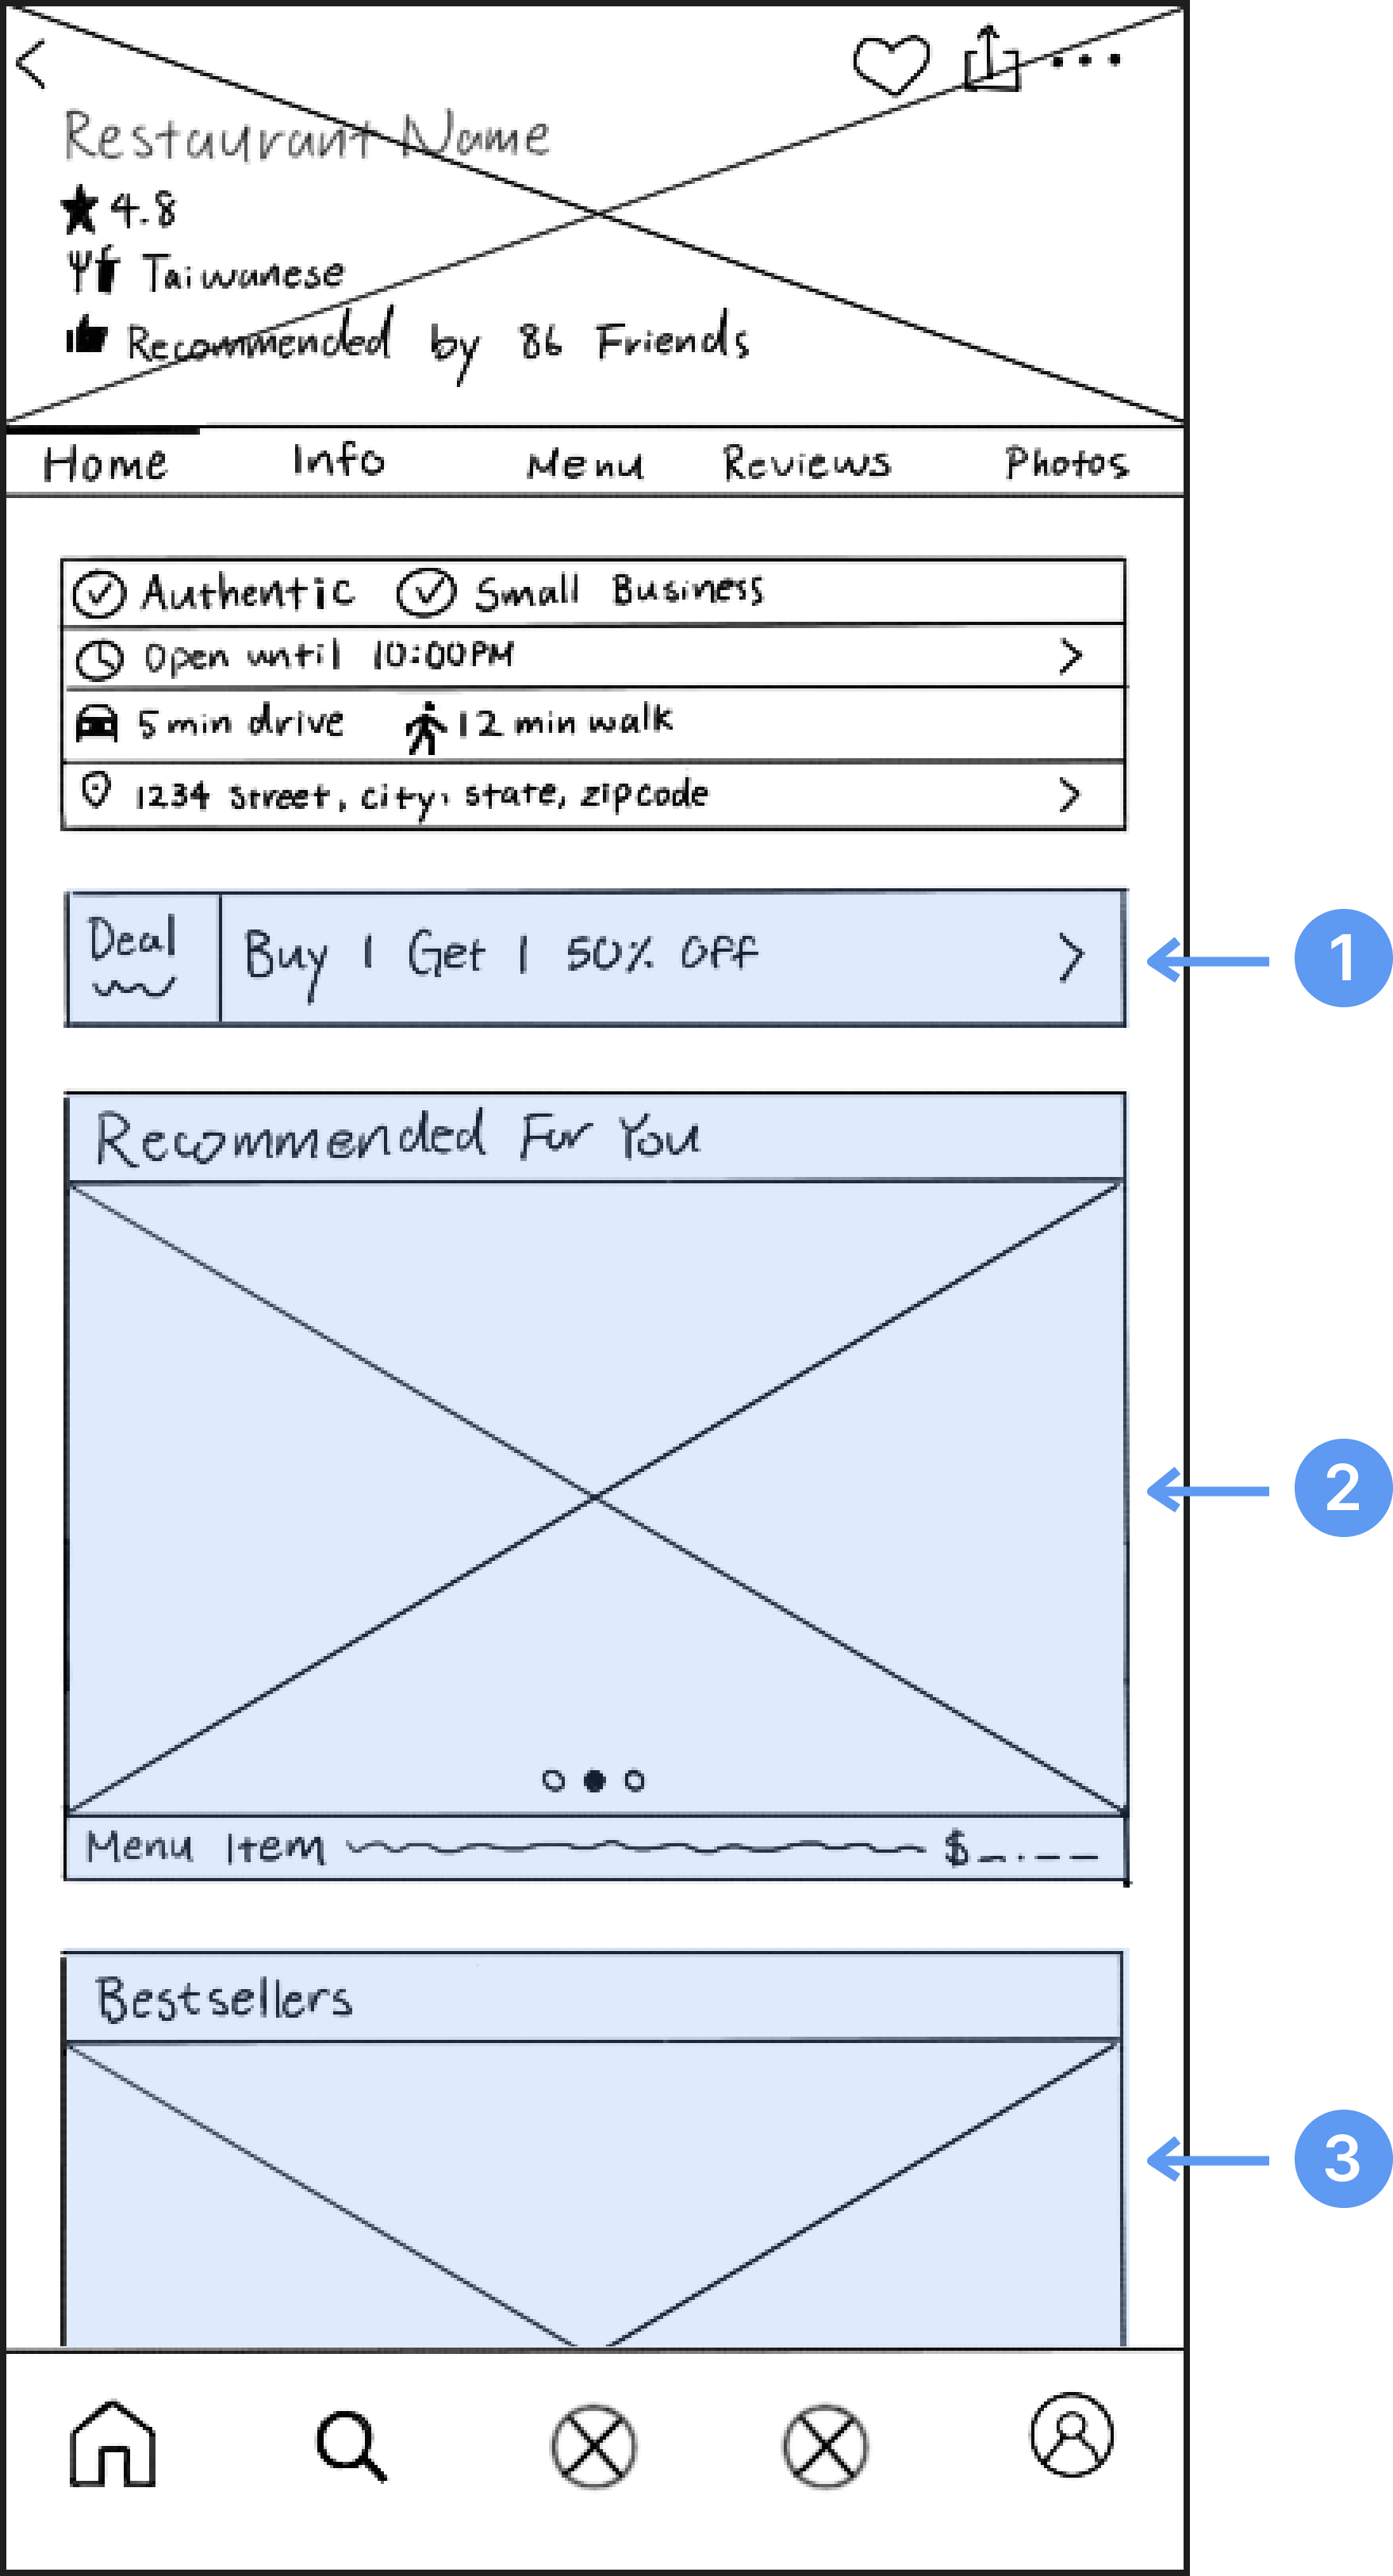 Restaurant Name
4.8
Taiwanese
Recommended by 86 Friends
Home Info Menu Reviews Photos
Authentic Small Business
Open until 10:00PM
5 min drive 12 min walk
1234 street, city, state, zipcode
Deal
Buy 1 Get 1 50% Off
1
Recommended For You
2
Menu Item $_.__
Bestsellers
3